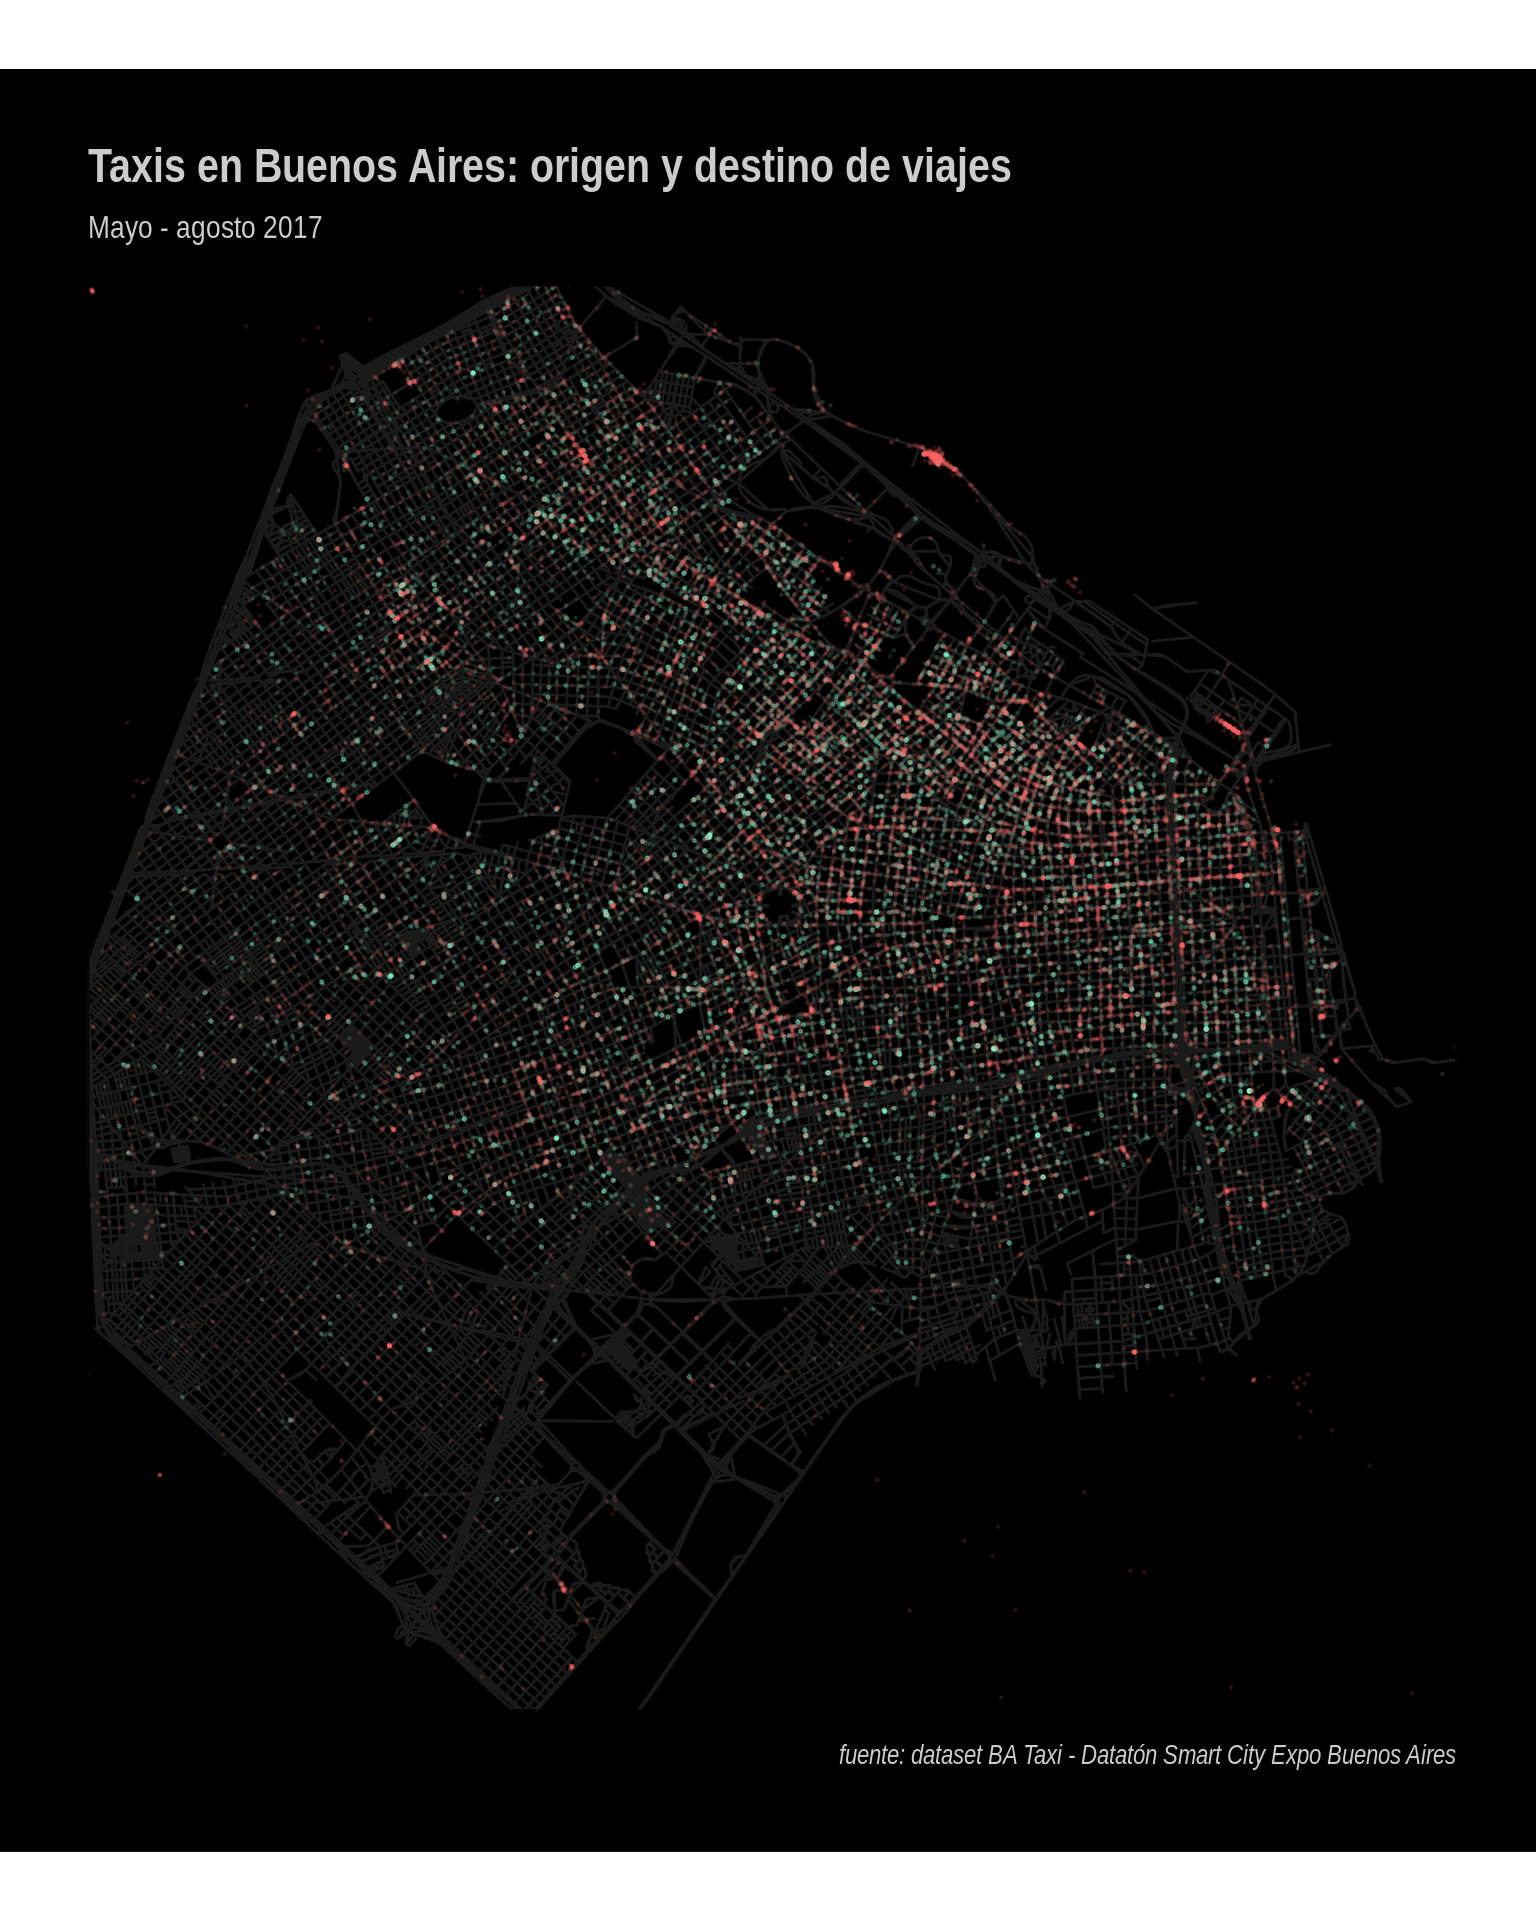 Taxis en Buenos Aires: origen y destino de viajes
Mayo - agosto 2017
fuente: dataset BA Taxi - Datatón Smart City Expo Buenos Aires